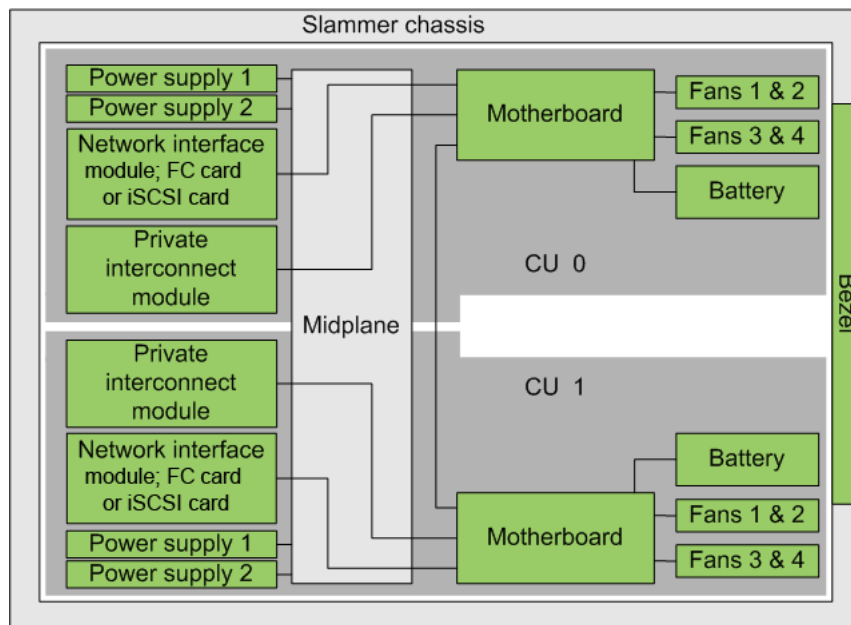 Slammer chassis
Power supply 1
Power supply 2
Network interface
module; FC card
or iSCSI card
Private
interconnect
module
Motherboard
Fans 1 & 2
Fans 3 & 4
Battery
CU 0
Midplane
Bezel
CU 1
Private
interconnect
module
Network interface
module; FC card
or iSCSI card
Power supply 1
Power supply 2
Motherboard
Battery
Fans 1 & 2
Fans 3 & 4